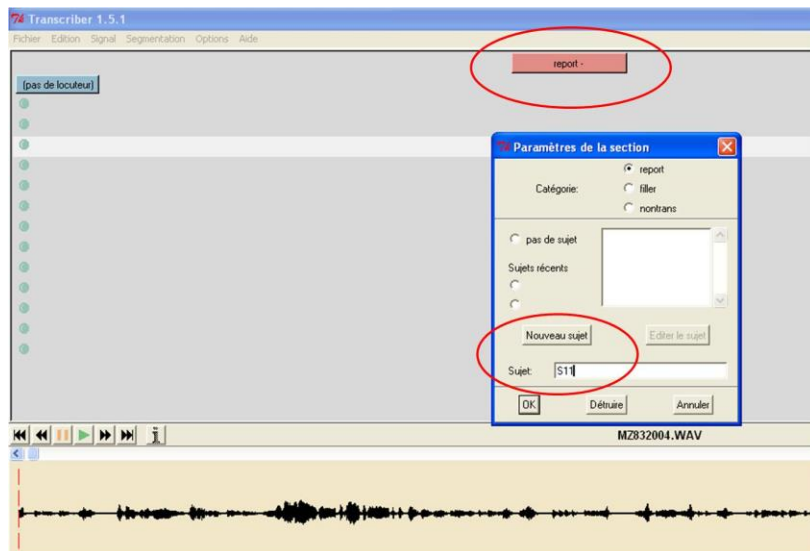 Transcriber 1.5.1
Fichier Edition Signal Segmentation Options Aide
report -
(pas de locuteur)
Paramètres de la section
Catégorie:
report
filler
nontrans
pas de sujet
Sujets récents
Nouveau sujet
Editer le sujet
Sujet: S11
OK
Détruire
Annuler
i
MZ832004.WAV